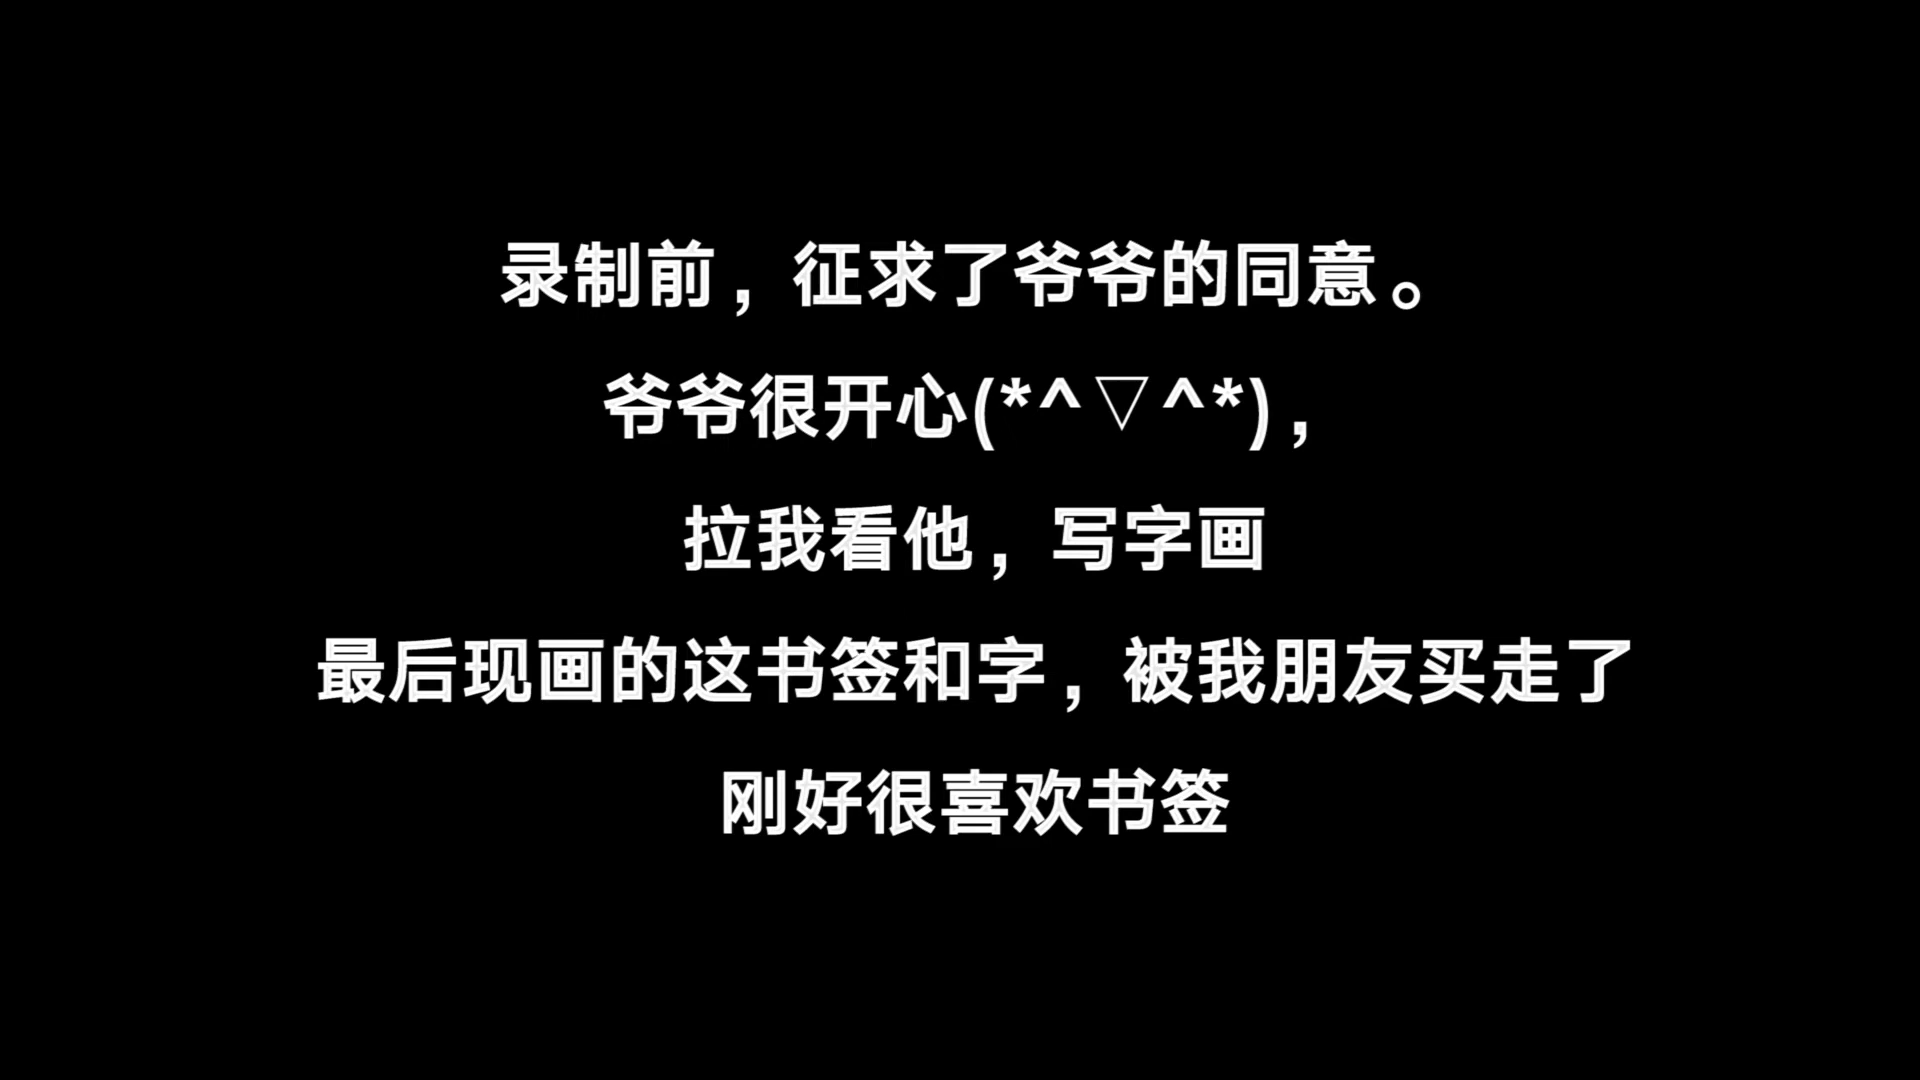 录制前，征求了爷爷的同意。
爷爷很开心(*^▽^*)，
拉我看他，写字画
最后现画的这书签和字，被我朋友买走了
刚好很喜欢书签